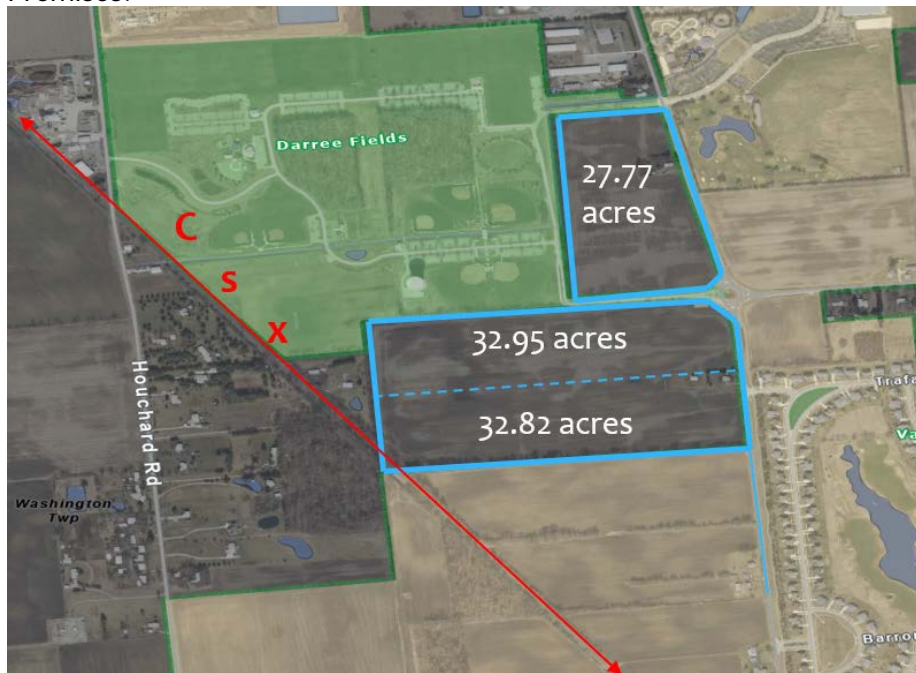 Darree Fields
27.77
acres
C
S
X
32.95 acres
32.82 acres
Houchard Rd
Washington
Twp